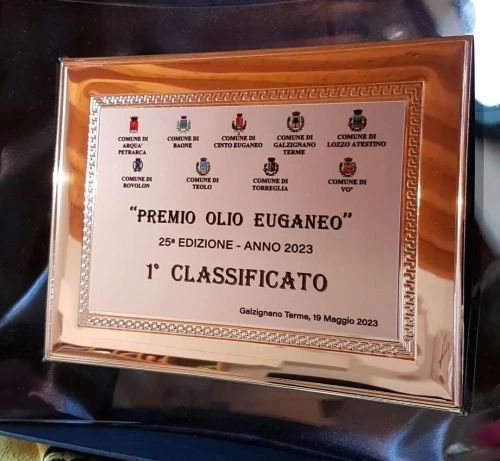 COMUNE DI ARQUA' PETRARCA
COMUNE DI BAONE
COMUNE DI CINTO EUGANEO
COMUNE DI GALZIGNANO TERME
COMUNE DI LOZZO ATESTINO
COMUNE DI ROVOLON
COMUNE DI TEOLO
COMUNE DI TORREGLIA
COMUNE DI VO'
"PREMIO OLIO EUGANEO"
25ª EDIZIONE - ANNO 2023
1° CLASSIFICATO
Galzignano Terme, 19 Maggio 2023